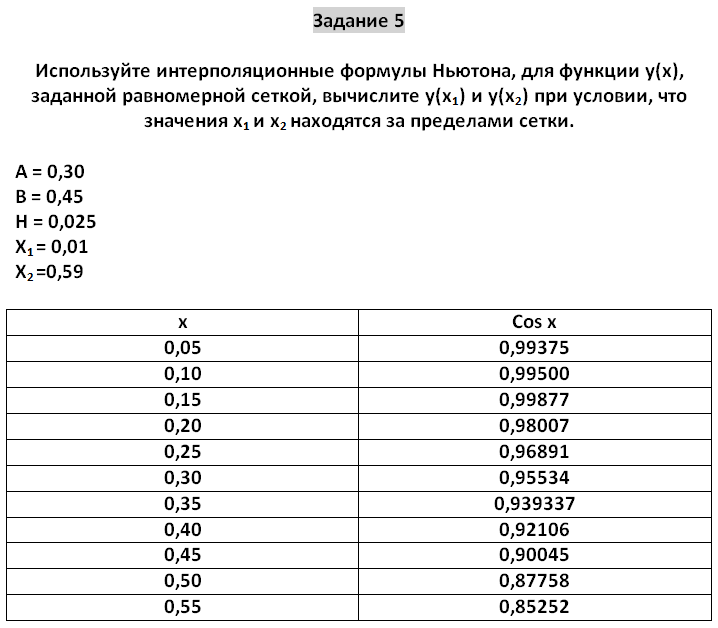 Задание 5
Используйте интерполяционные формулы Ньютона, для функции y(x),
заданной равномерной сеткой, вычислите y(x₁) и y(x₂) при условии, что
значения x₁ и x₂ находятся за пределами сетки.
A = 0,30
B = 0,45
H = 0,025
X₁ = 0,01
X₂ =0,59
x Cos x
0,05 0,99375
0,10 0,99500
0,15 0,99877
0,20 0,98007
0,25 0,96891
0,30 0,95534
0,35 0,939337
0,40 0,92106
0,45 0,90045
0,50 0,87758
0,55 0,85252